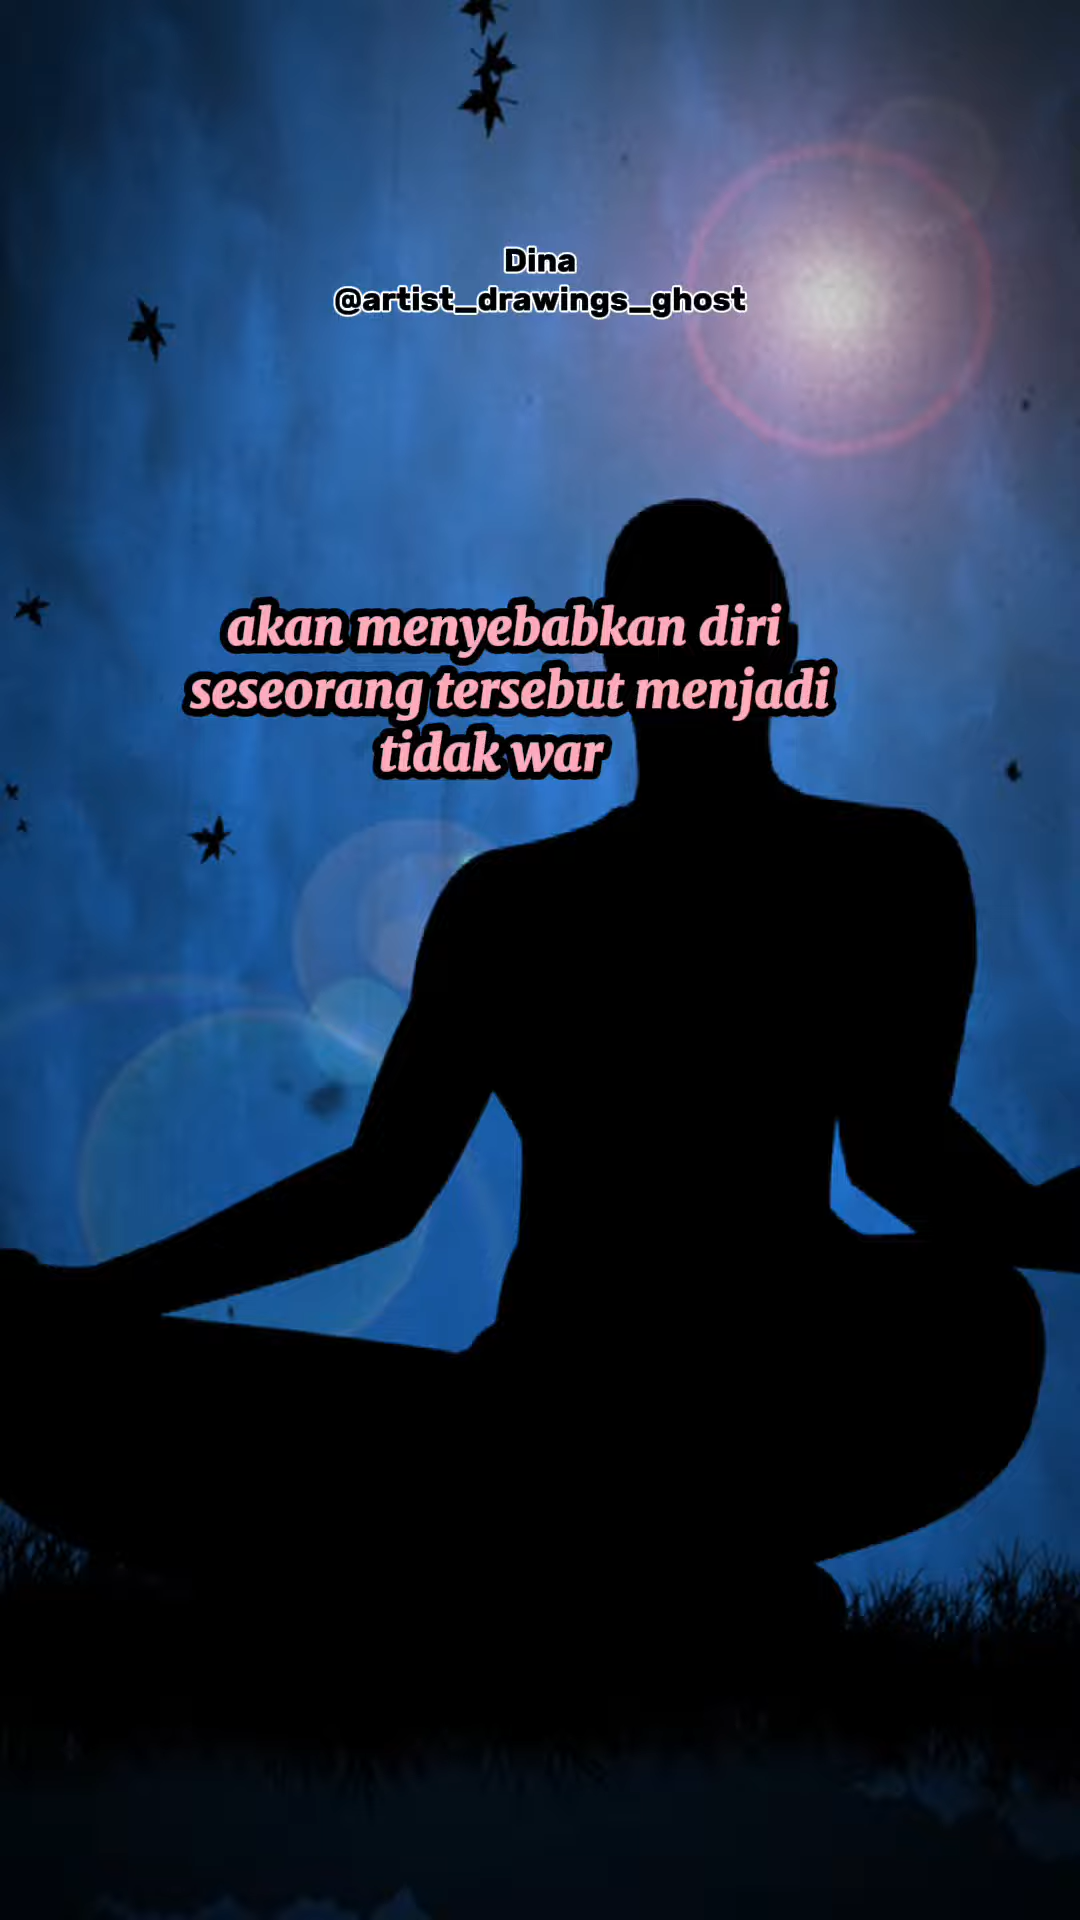 Dina
@artist_drawings_ghost
akan menyebabkan diri
seseorang tersebut menjadi
tidak war